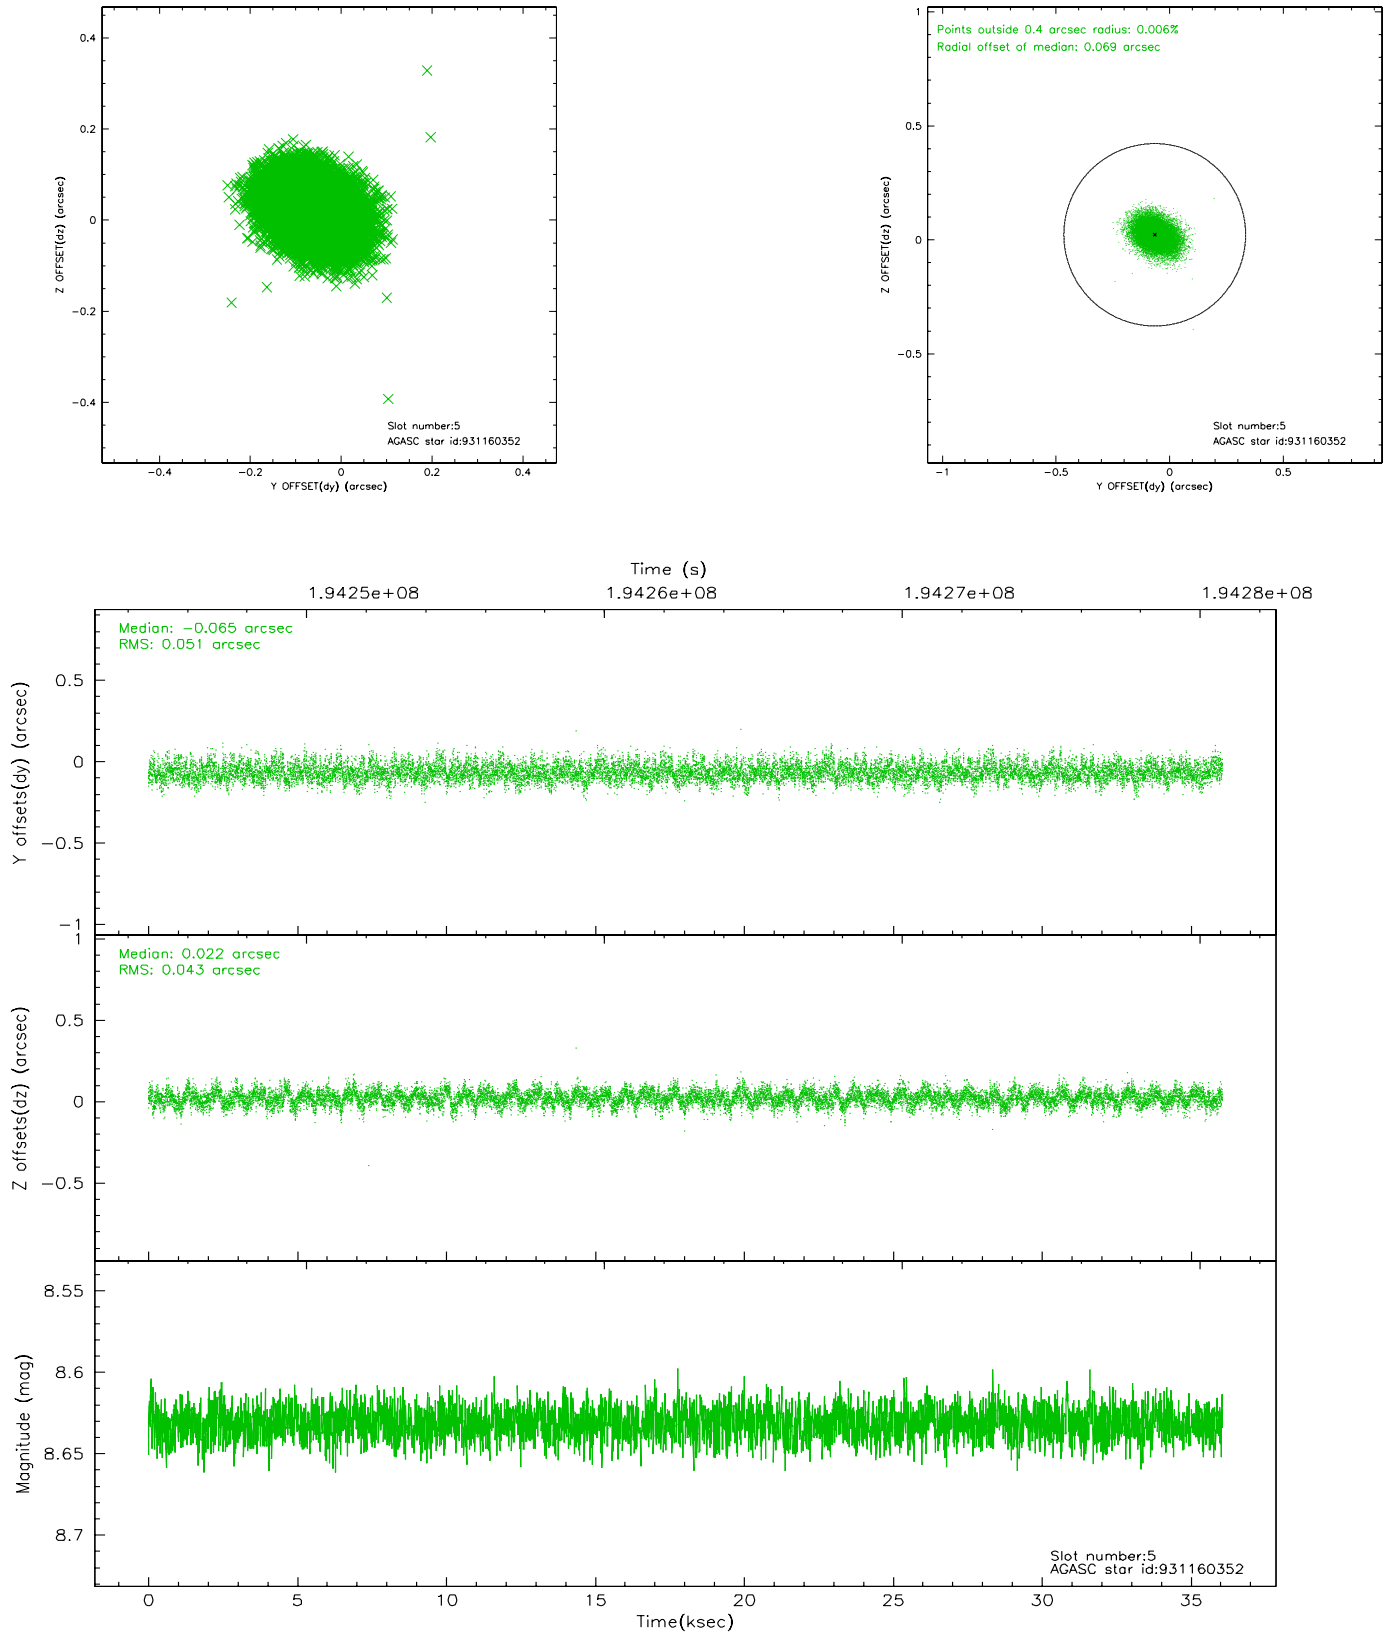 0.4
0.2
0
−0.2
−0.4
Z OFFSET(dz) (arcsec)
Slot number:5
AGASC star id:931160352
−0.4 −0.2 0 0.2 0.4
Y OFFSET(dy) (arcsec)
Points outside 0.4 arcsec radius: 0.006%
Radial offset of median: 0.069 arcsec
1
0.5
0
−0.5
Z OFFSET(dz) (arcsec)
Slot number:5
AGASC star id:931160352
−1 −0.5 0 0.5
Y OFFSET(dy) (arcsec)
Time (s)
1.9425e+08 1.9426e+08 1.9427e+08 1.9428e+08
Median: −0.065 arcsec
RMS: 0.051 arcsec
0.5
0
−0.5
−1
Y offsets(dy) (arcsec)
Median: 0.022 arcsec
RMS: 0.043 arcsec
1
0.5
0
−0.5
Z offsets(dz) (arcsec)
8.55
8.6
8.65
8.7
Magnitude (mag)
Slot number:5
AGASC star id:931160352
0 5 10 15 20 25 30 35
Time(ksec)